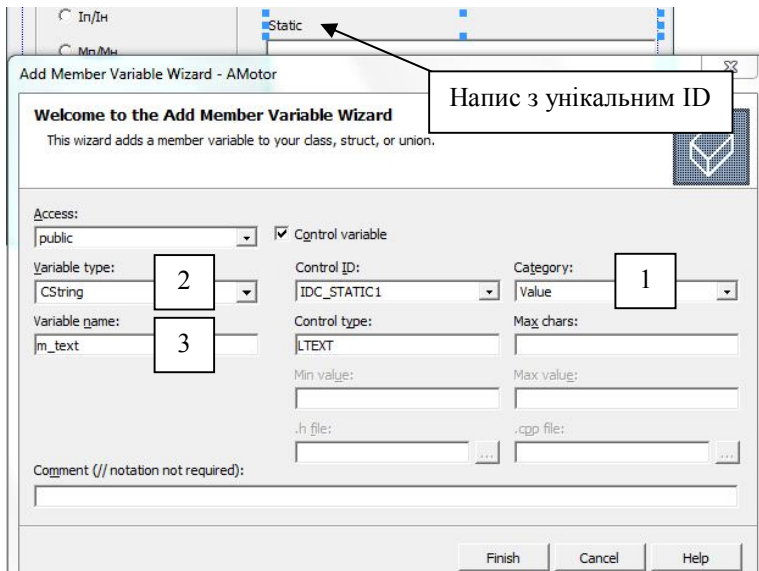 Iп/Iн
Static
Мп/Мн
Add Member Variable Wizard - AMotor
Напис з унікальним ID
Welcome to the Add Member Variable Wizard
This wizard adds a member variable to your class, struct, or union.
Access:
public
Control variable
Variable type:
Control ID:
Category:
CString
2
IDC_STATIC1
Value
1
Variable name:
Control type:
Max chars:
m_text
3
LTEXT
Min value:
Max value:
.h file:
.cpp file:
...
...
Comment (// notation not required):
Finish
Cancel
Help